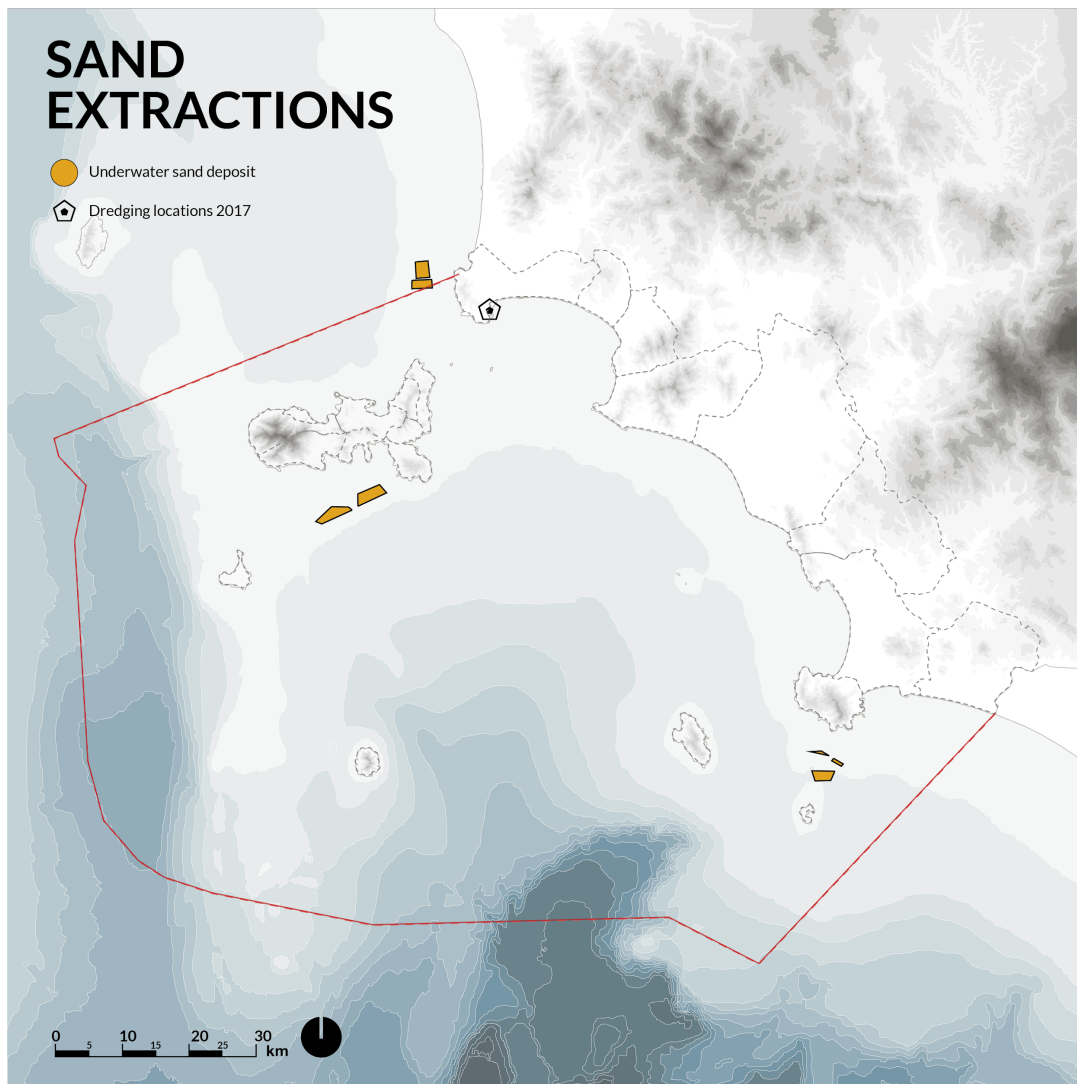 SAND
EXTRACTIONS
Underwater sand deposit
Dredging locations 2017
0 10 20 30
5 15 25 km